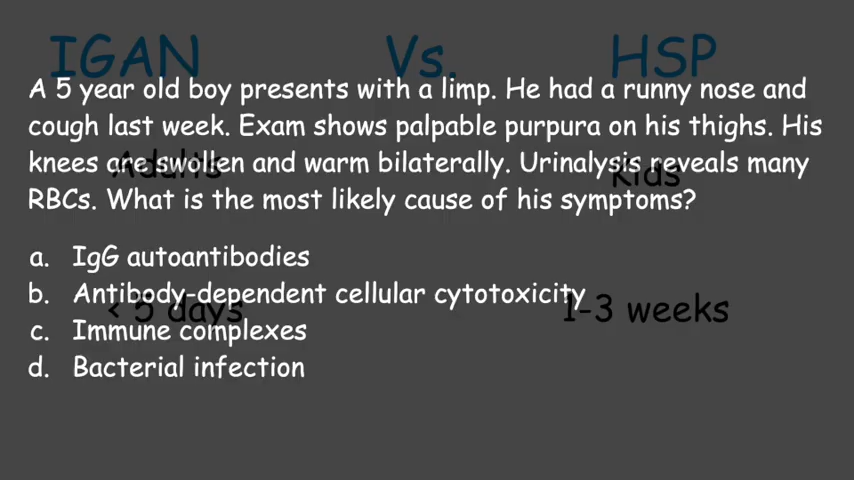 IGAN Vs. HSP
A 5 year old boy presents with a limp. He had a runny nose and
cough last week. Exam shows palpable purpura on his thighs. His
knees are swollen and warm bilaterally. Urinalysis reveals many
Adults Kids
RBCs. What is the most likely cause of his symptoms?
a. IgG autoantibodies
b. Antibody-dependent cellular cytotoxicity
< 5 days 1-3 weeks
c. Immune complexes
d. Bacterial infection